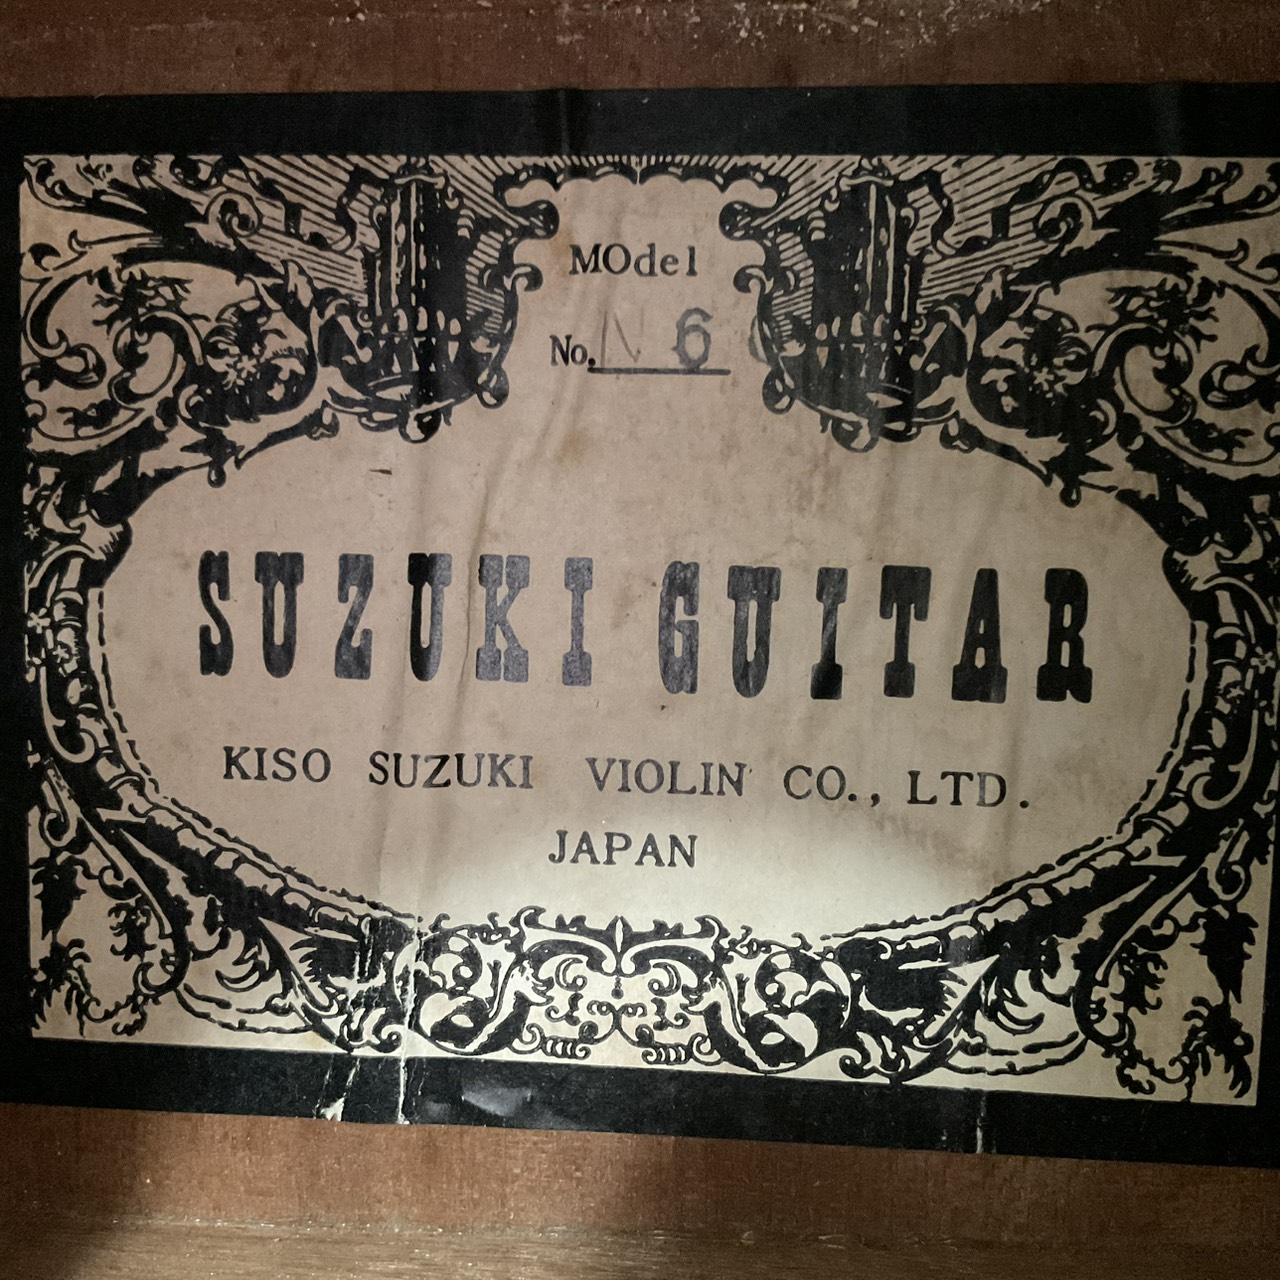 MOdel
No. N 6
SUZUKI GUITAR
KISO SUZUKI VIOLIN CO., LTD.
JAPAN